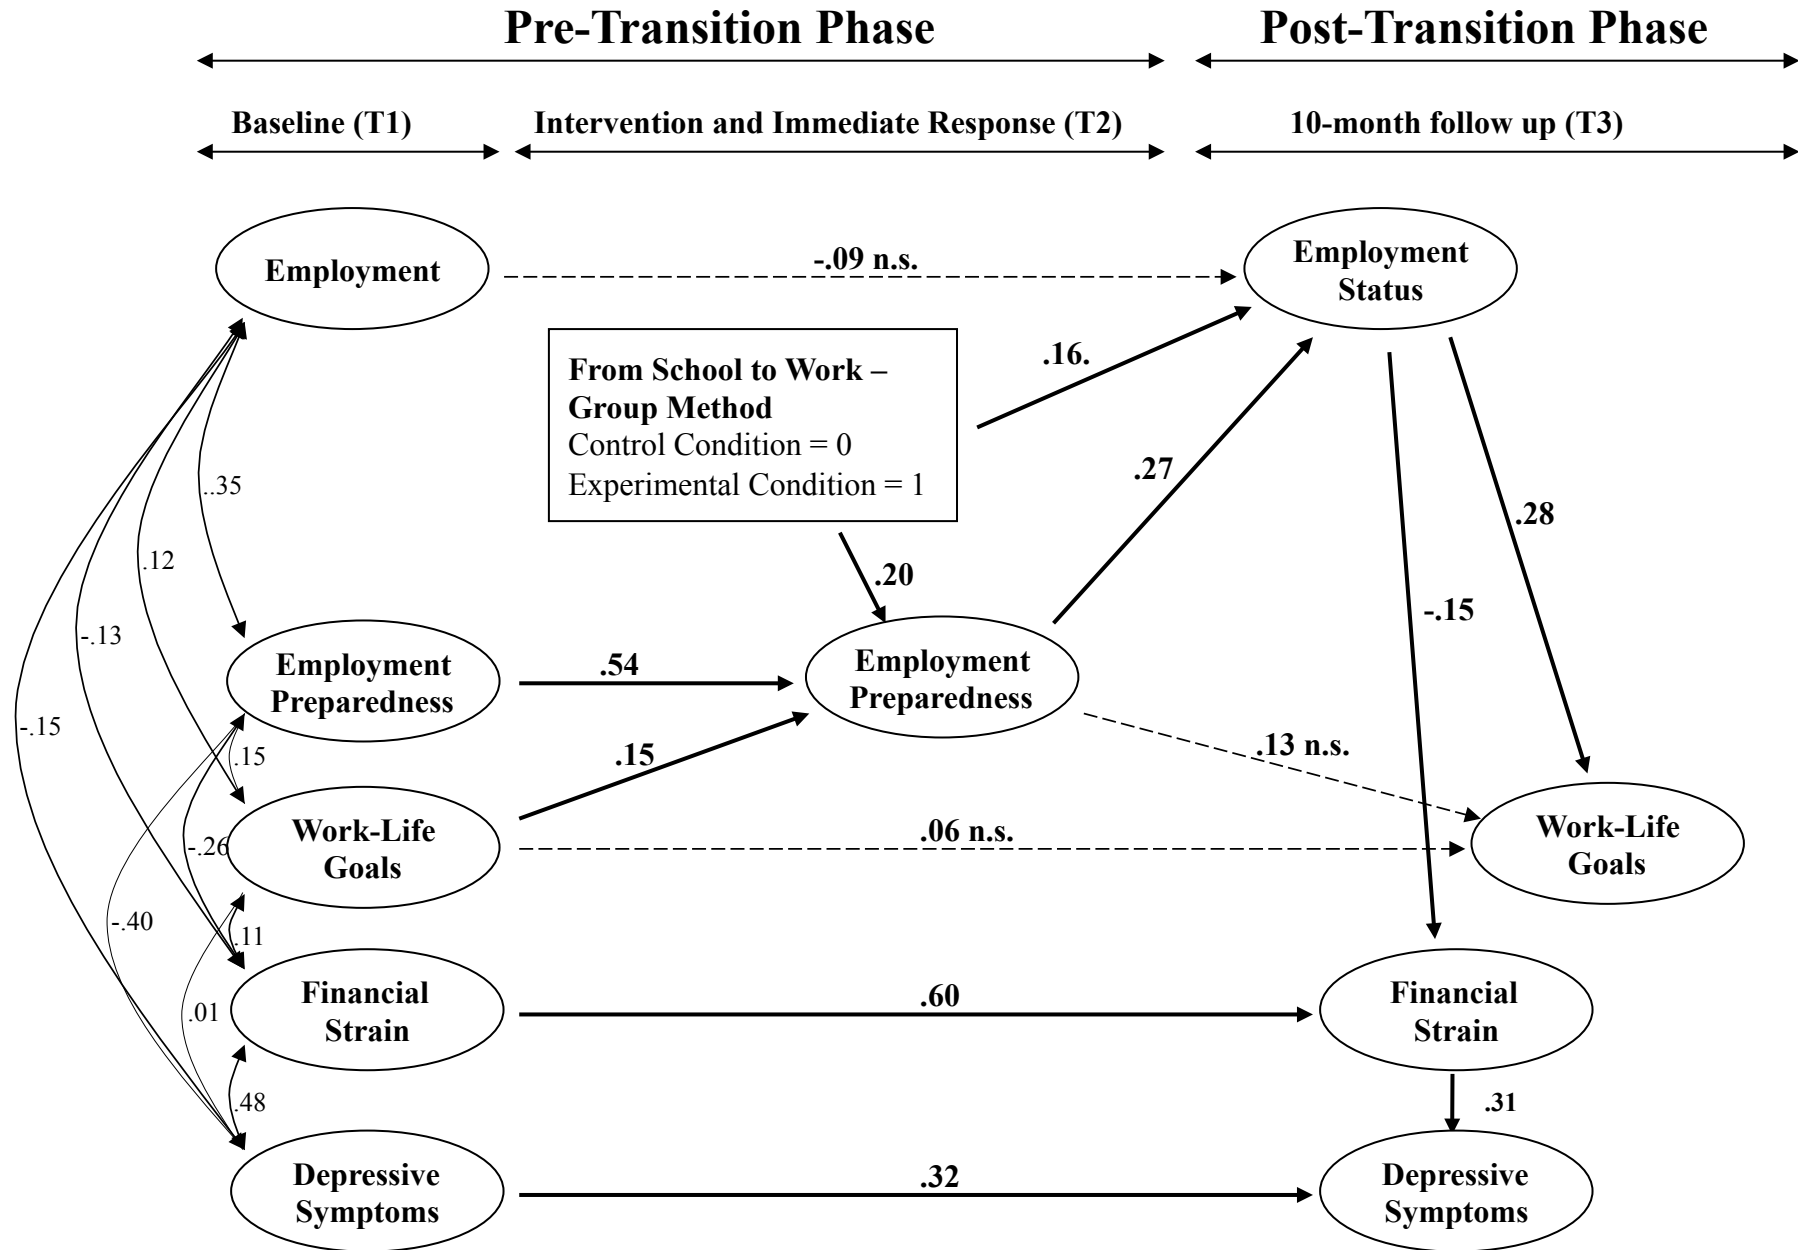 Pre-Transition Phase
Post-Transition Phase
Baseline (T1)
Intervention and Immediate Response (T2)
10-month follow up (T3)
Employment
-.09 n.s.
Employment
Status
From School to Work –
Group Method
Control Condition = 0
Experimental Condition = 1
.16.
.27
.28
..35
.12
-.13
-.15
.20
-.15
Employment
Preparedness
.54
Employment
Preparedness
.15
.15
.13 n.s.
Work-Life
Goals
-.26
.06 n.s.
Work-Life
Goals
-.40
.11
.01
Financial
Strain
.60
Financial
Strain
.48
.31
Depressive
Symptoms
.32
Depressive
Symptoms